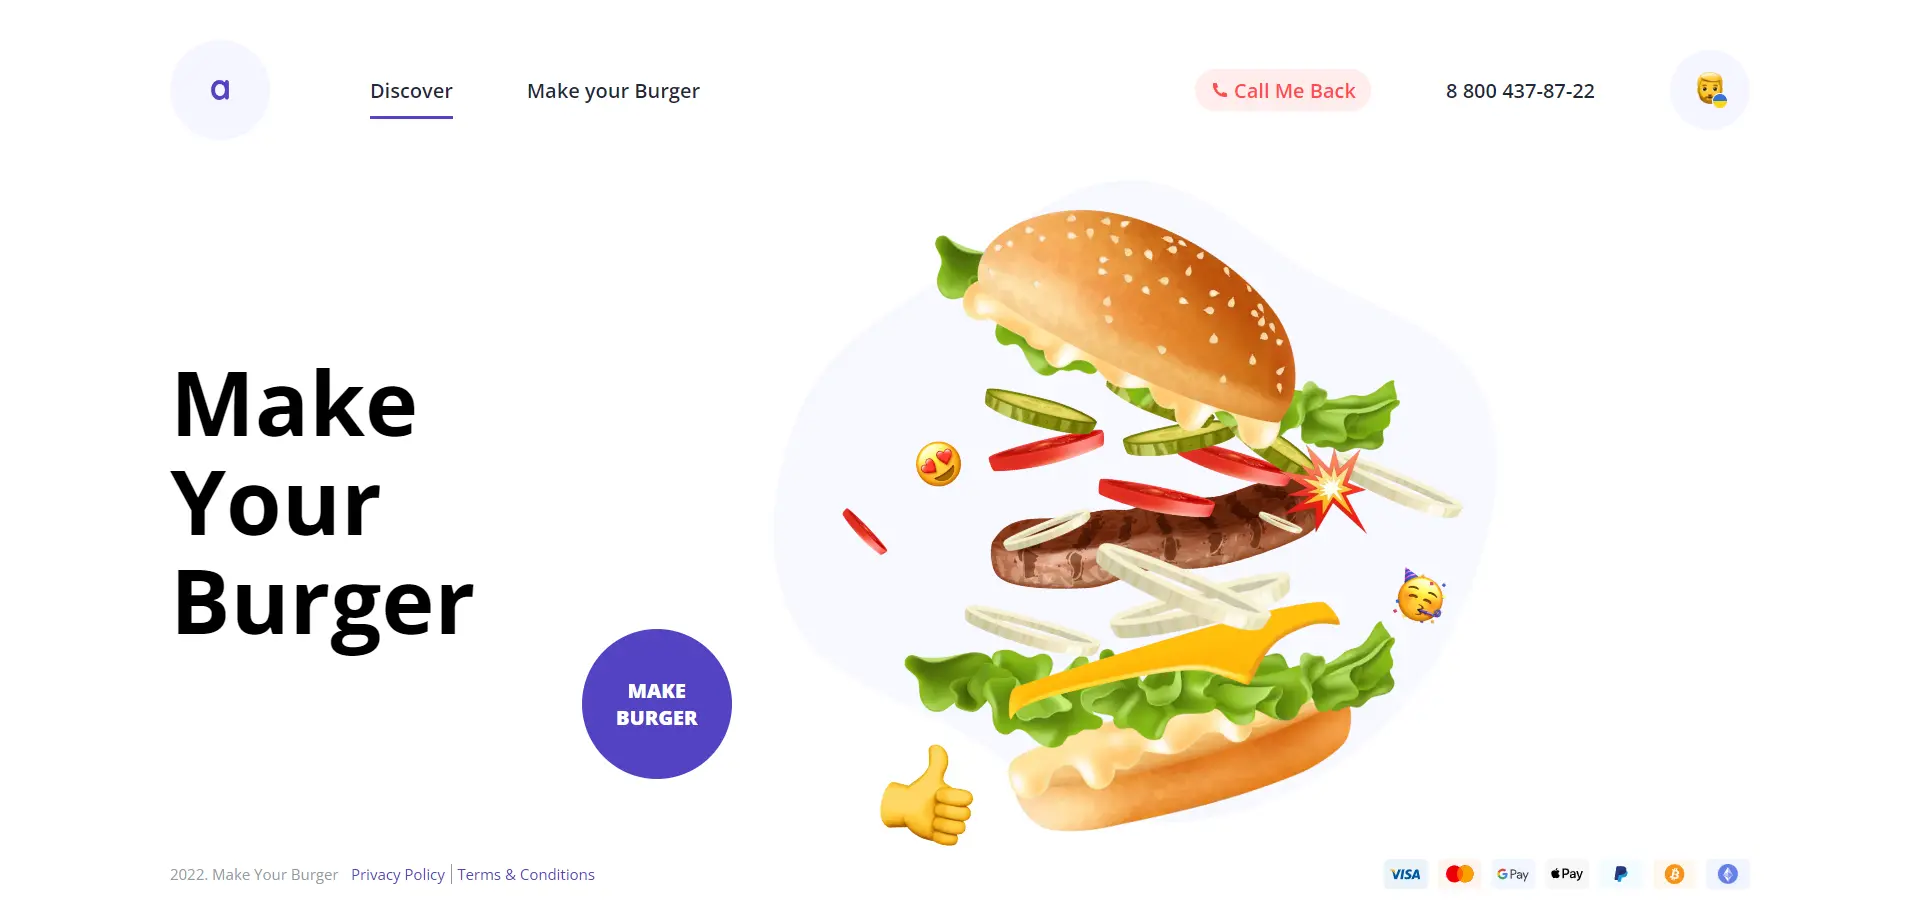 a
Discover
Make your Burger
Call Me Back
8 800 437-87-22
Make
Your
Burger
MAKE
BURGER
2022. Make Your Burger
Privacy Policy
Terms & Conditions
VISA
G Pay
Pay